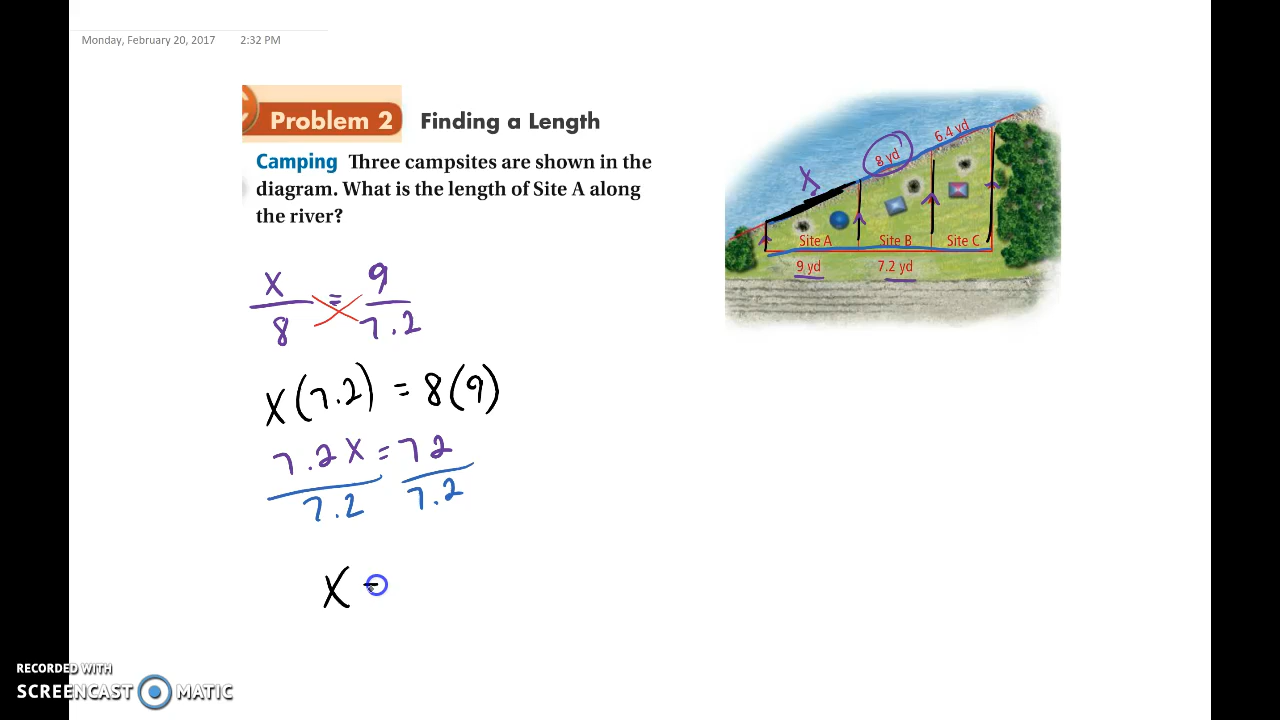 Monday, February 20, 2017 2:32 PM
Problem 2 Finding a Length
Camping Three campsites are shown in the
diagram. What is the length of Site A along
the river?
x/8 = 9/7.2
x(7.2) = 8(9)
7.2x = 72
7.2 7.2
x =
x
8 yd
6.4 yd
Site A Site B Site C
9 yd 7.2 yd
RECORDED WITH
SCREENCAST MATIC